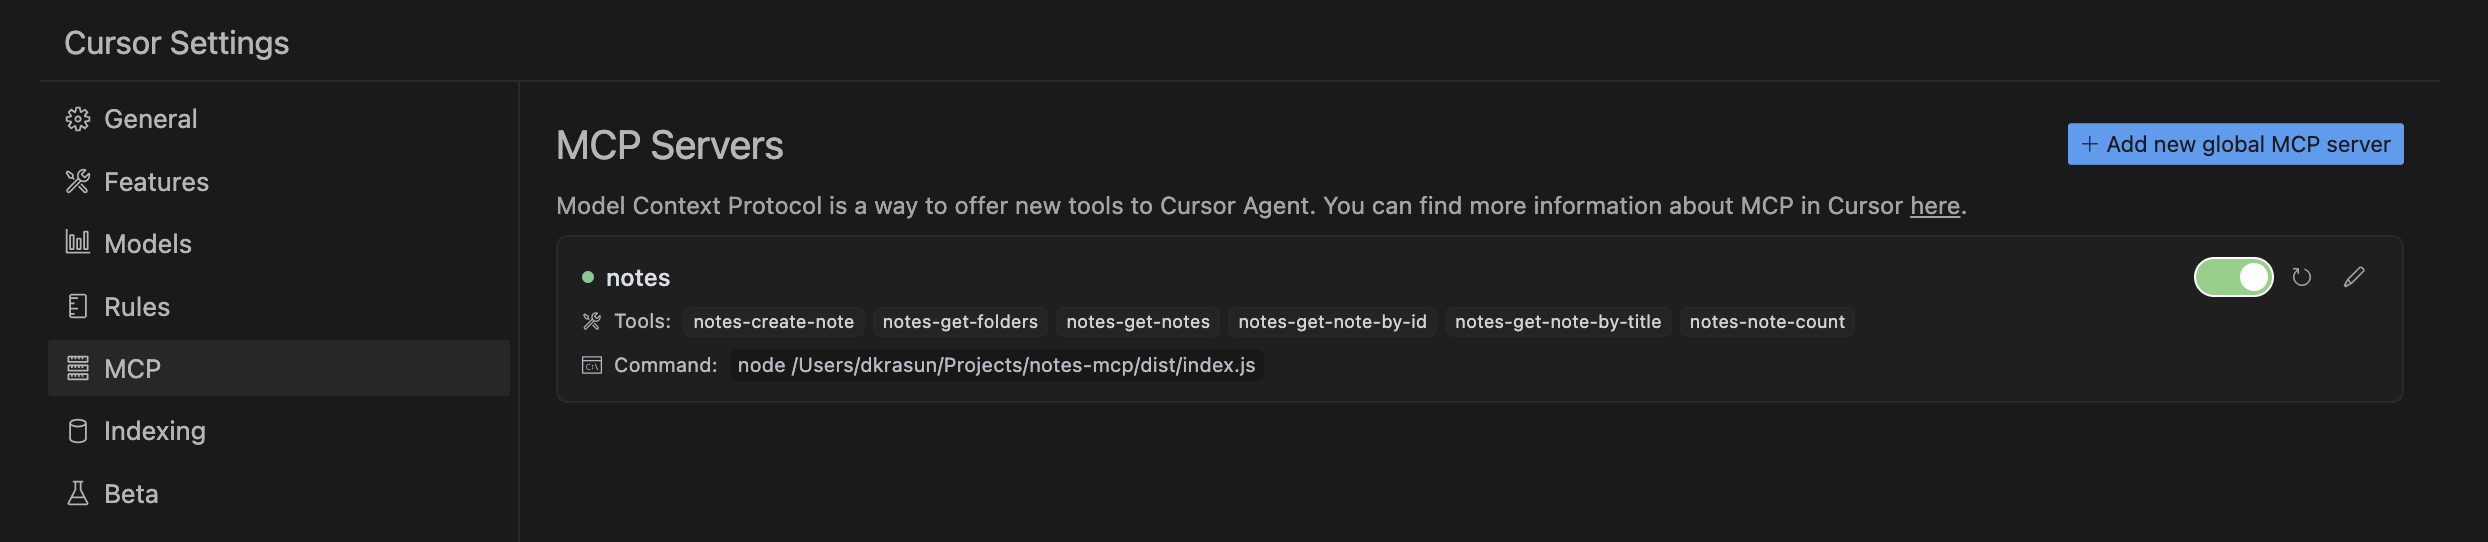 Cursor Settings
General
Features
Models
Rules
MCP
Indexing
Beta
MCP Servers
+ Add new global MCP server
Model Context Protocol is a way to offer new tools to Cursor Agent. You can find more information about MCP in Cursor here.
notes
Tools: notes-create-note notes-get-folders notes-get-notes notes-get-note-by-id notes-get-note-by-title notes-note-count
Command: node /Users/dkrasun/Projects/notes-mcp/dist/index.js